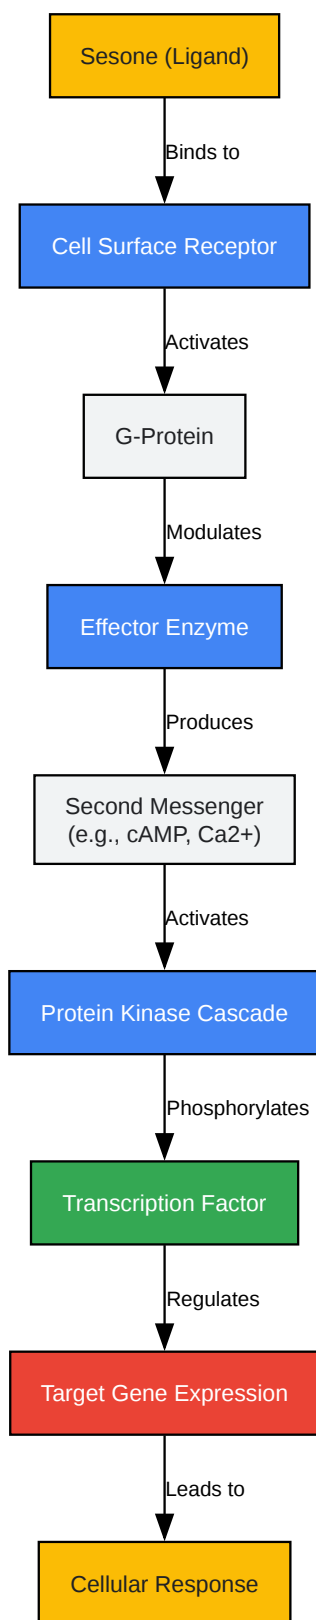 Sesone (Ligand)
Binds to
Cell Surface Receptor
Activates
G-Protein
Modulates
Effector Enzyme
Produces
Second Messenger
(e.g., cAMP, Ca2+)
Activates
Protein Kinase Cascade
Phosphorylates
Transcription Factor
Regulates
Target Gene Expression
Leads to
Cellular Response